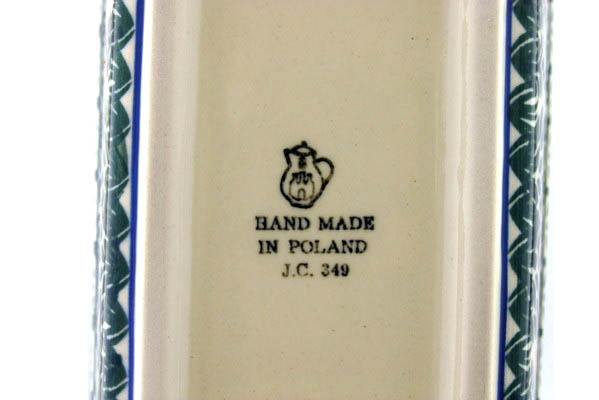 HAND MADE
IN POLAND
J.C. 349